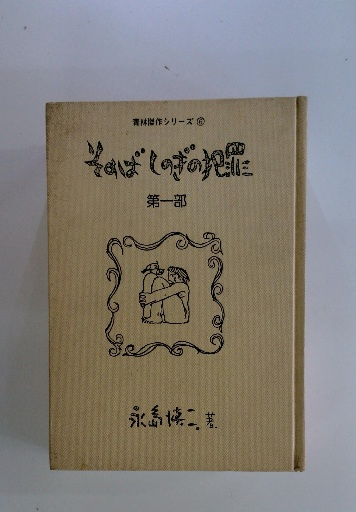 青林傑作シリーズ⑥
そのばしのぎの犯罪
第一部
永島慎二 著